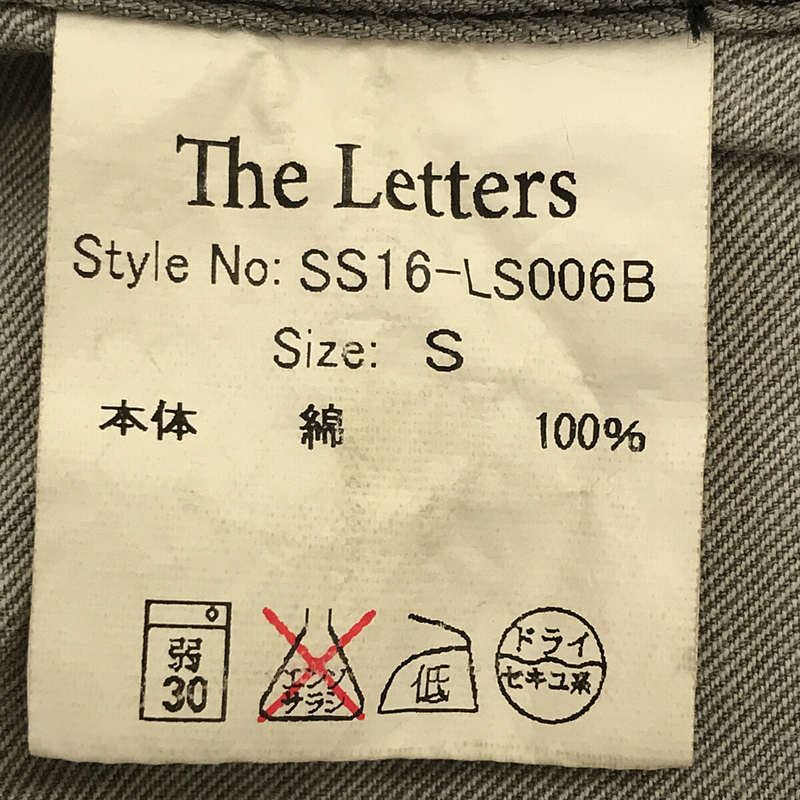 The Letters
Style No: SS16-LS006B
Size: S
本体 綿 100%
弱
30
エンソ
サラシ
低
ドライ
セキユ系